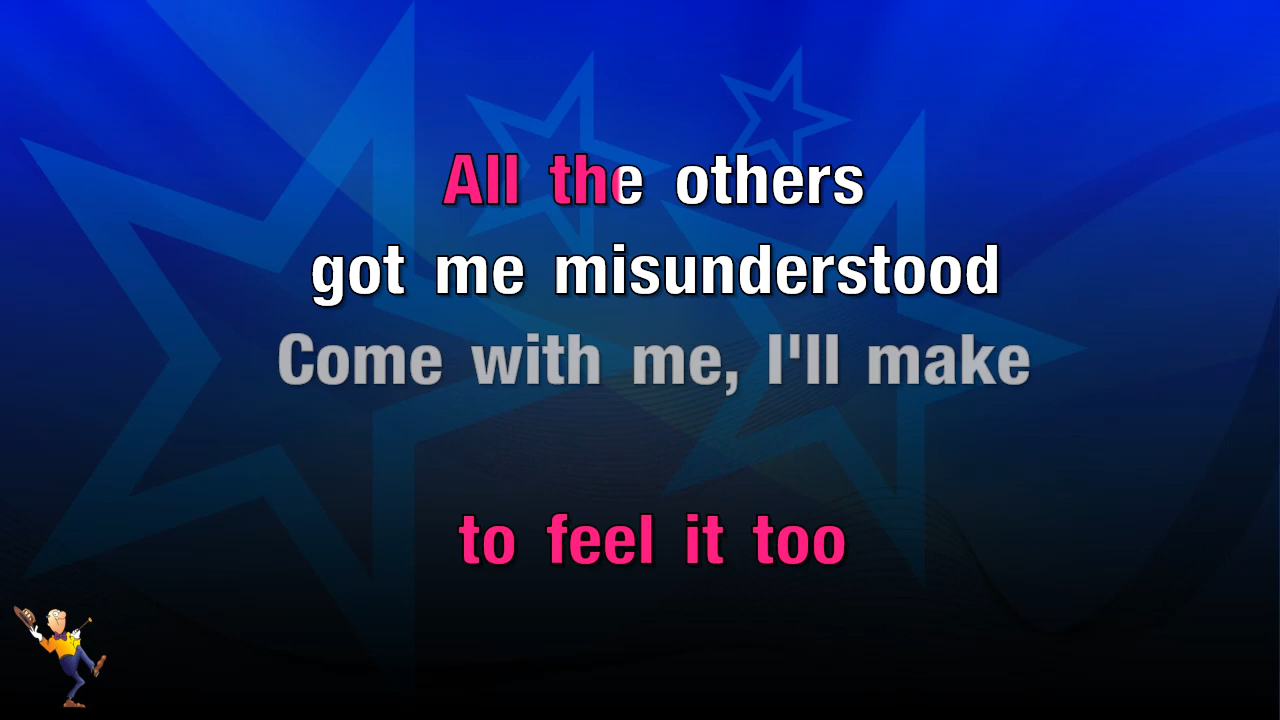 All the others
got me misunderstood
Come with me, I'll make
to feel it too